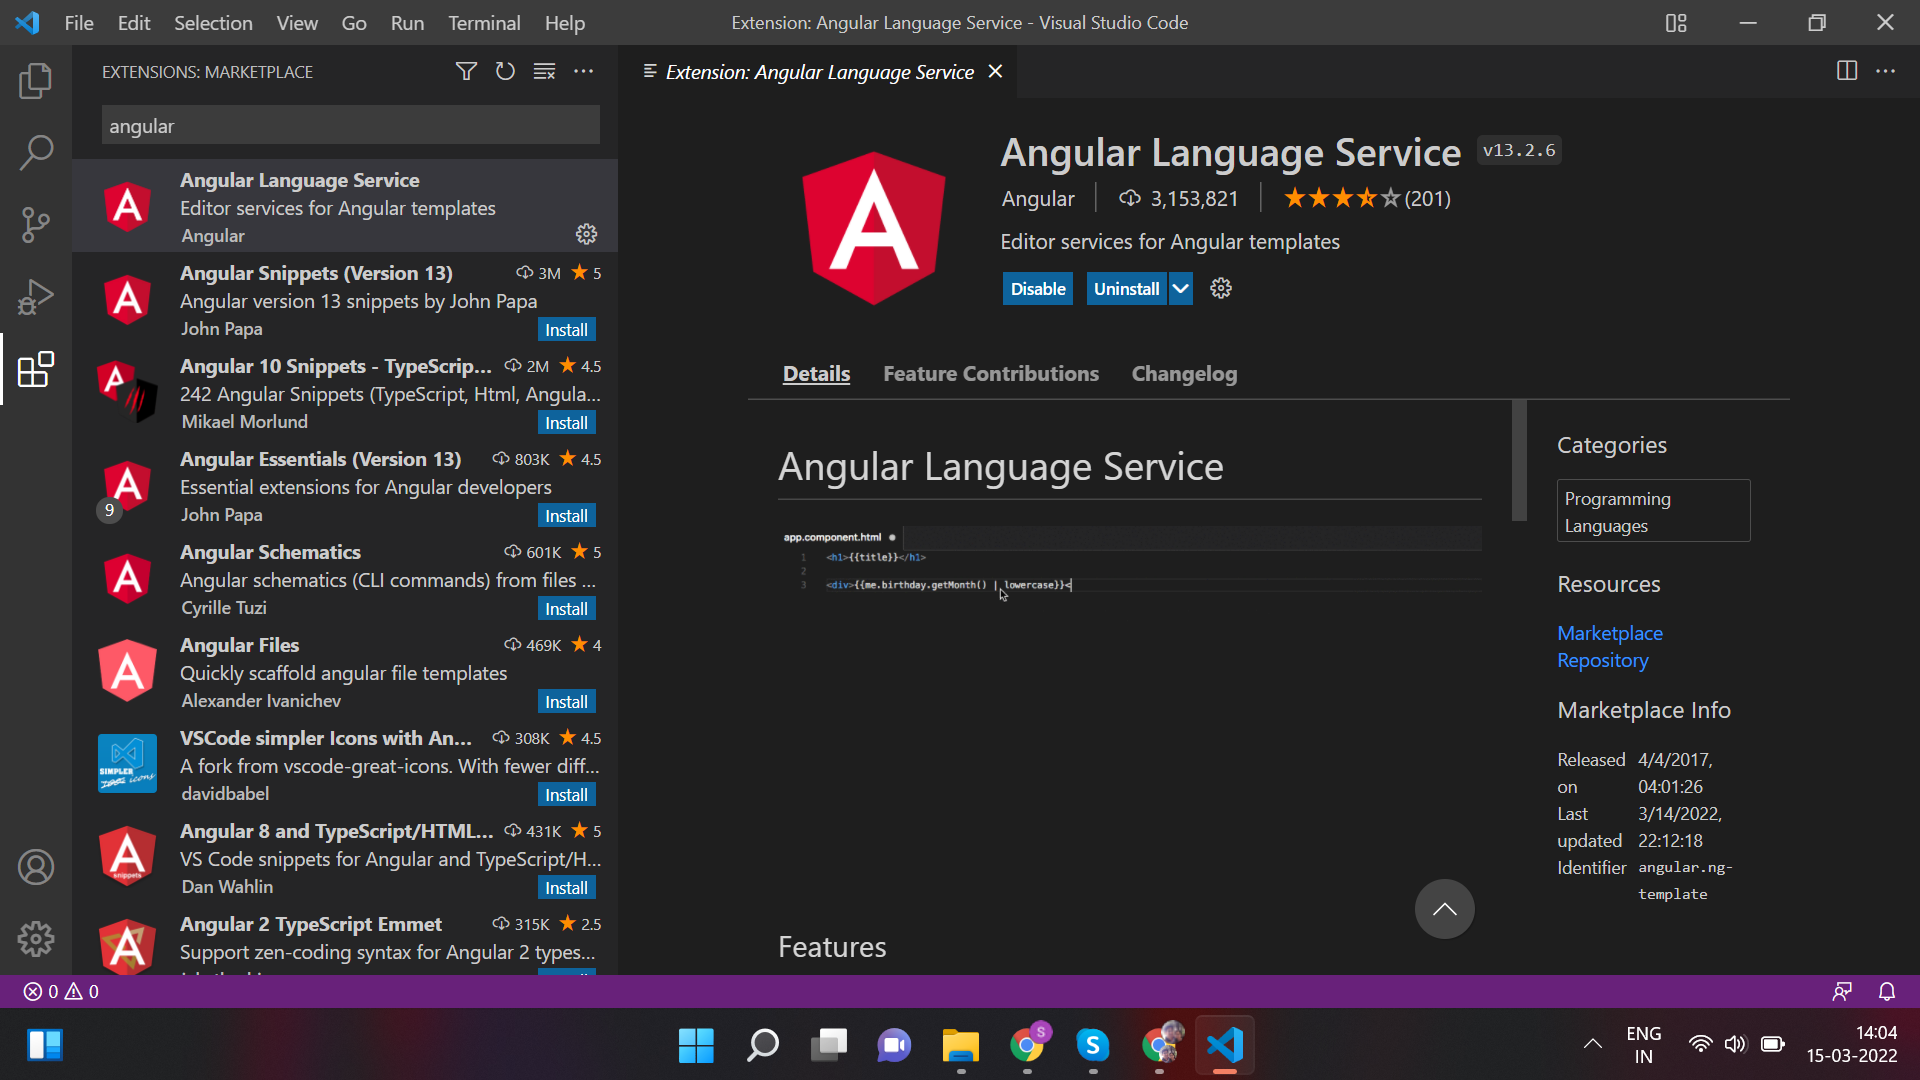 File Edit Selection View Go Run Terminal Help
Extension: Angular Language Service - Visual Studio Code
EXTENSIONS: MARKETPLACE
angular
Angular Language Service
Editor services for Angular templates
Angular
Angular Snippets (Version 13) 3M 5
Angular version 13 snippets by John Papa
John Papa Install
Angular 10 Snippets - TypeScrip... 2M 4.5
242 Angular Snippets (TypeScript, Html, Angula...
Mikael Morlund Install
Angular Essentials (Version 13) 803K 4.5
Essential extensions for Angular developers
9
John Papa Install
Angular Schematics 601K 5
Angular schematics (CLI commands) from files ...
Cyrille Tuzi Install
Angular Files 469K 4
Quickly scaffold angular file templates
Alexander Ivanichev Install
VSCode simpler Icons with An... 308K 4.5
A fork from vscode-great-icons. With fewer diff...
SIMPLER
icons
davidbabel Install
Angular 8 and TypeScript/HTML... 431K 5
VS Code snippets for Angular and TypeScript/H...
snippets
Dan Wahlin Install
Angular 2 TypeScript Emmet 315K 2.5
Support zen-coding syntax for Angular 2 types...
Extension: Angular Language Service
Angular Language Service v13.2.6
Angular 3,153,821 (201)
Editor services for Angular templates
Disable Uninstall
Details Feature Contributions Changelog
Angular Language Service
app.component.html
1 <h1>{{title}}</h1>
2
3 <div>{{me.birthday.getMonth() | lowercase}}<
Features
Categories
Programming
Languages
Resources
Marketplace
Repository
Marketplace Info
Released 4/4/2017,
on 04:01:26
Last 3/14/2022,
updated 22:12:18
Identifier angular.ng-
template
0 0
S
S
ENG
IN
14:04
15-03-2022